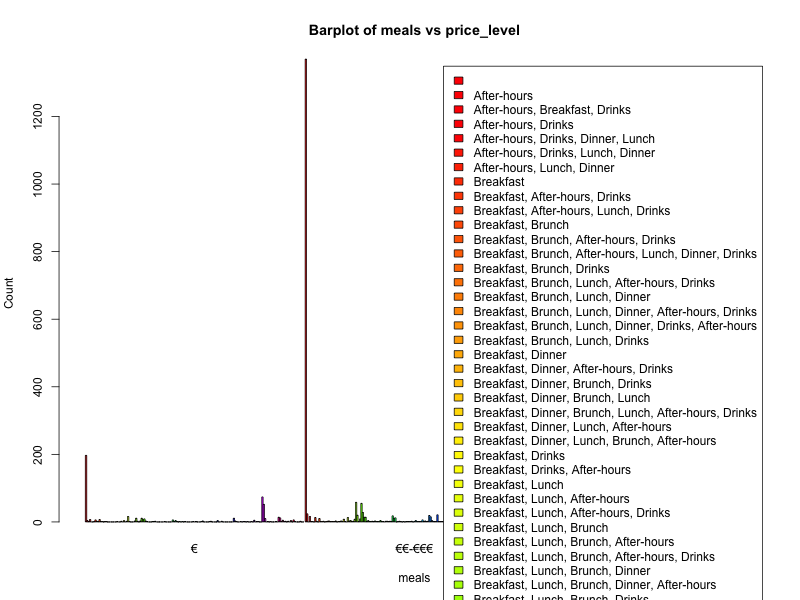 Barplot of meals vs price_level
Count
0
200
400
600
800
1000
1200
€
€€-€€€
meals
After-hours
After-hours, Breakfast, Drinks
After-hours, Drinks
After-hours, Drinks, Dinner, Lunch
After-hours, Drinks, Lunch, Dinner
After-hours, Lunch, Dinner
Breakfast
Breakfast, After-hours, Drinks
Breakfast, After-hours, Lunch, Drinks
Breakfast, Brunch
Breakfast, Brunch, After-hours, Drinks
Breakfast, Brunch, After-hours, Lunch, Dinner, Drinks
Breakfast, Brunch, Drinks
Breakfast, Brunch, Lunch, After-hours, Drinks
Breakfast, Brunch, Lunch, Dinner
Breakfast, Brunch, Lunch, Dinner, After-hours, Drinks
Breakfast, Brunch, Lunch, Dinner, Drinks, After-hours
Breakfast, Brunch, Lunch, Drinks
Breakfast, Dinner
Breakfast, Dinner, After-hours, Drinks
Breakfast, Dinner, Brunch, Drinks
Breakfast, Dinner, Brunch, Lunch
Breakfast, Dinner, Brunch, Lunch, After-hours, Drinks
Breakfast, Dinner, Lunch, After-hours
Breakfast, Dinner, Lunch, Brunch, After-hours
Breakfast, Drinks
Breakfast, Drinks, After-hours
Breakfast, Lunch
Breakfast, Lunch, After-hours
Breakfast, Lunch, After-hours, Drinks
Breakfast, Lunch, Brunch
Breakfast, Lunch, Brunch, After-hours
Breakfast, Lunch, Brunch, After-hours, Drinks
Breakfast, Lunch, Brunch, Dinner
Breakfast, Lunch, Brunch, Dinner, After-hours
Breakfast, Lunch, Brunch, Drinks